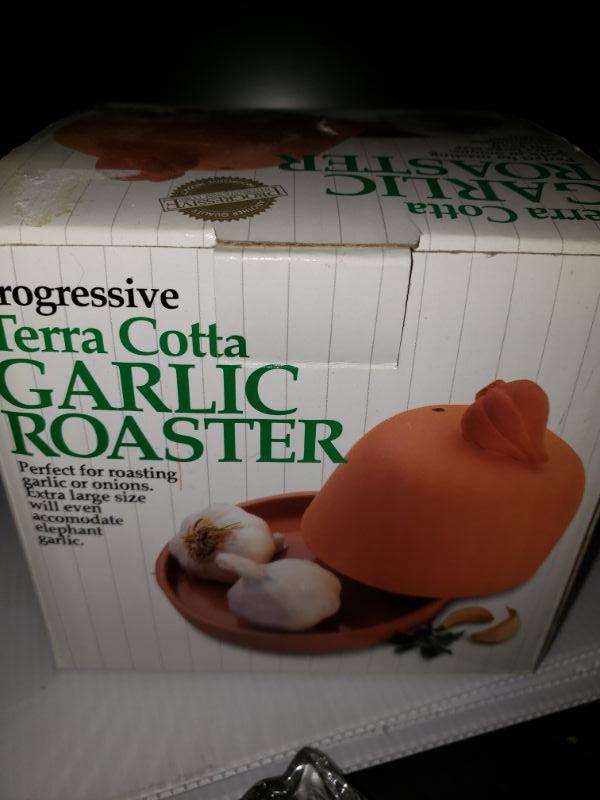 GARLIC
ROASTER
erra Cotta
rogressive
Terra Cotta
GARLIC
ROASTER
Perfect for roasting
garlic or onions.
Extra large size
will even
accomodate
elephant
garlic.